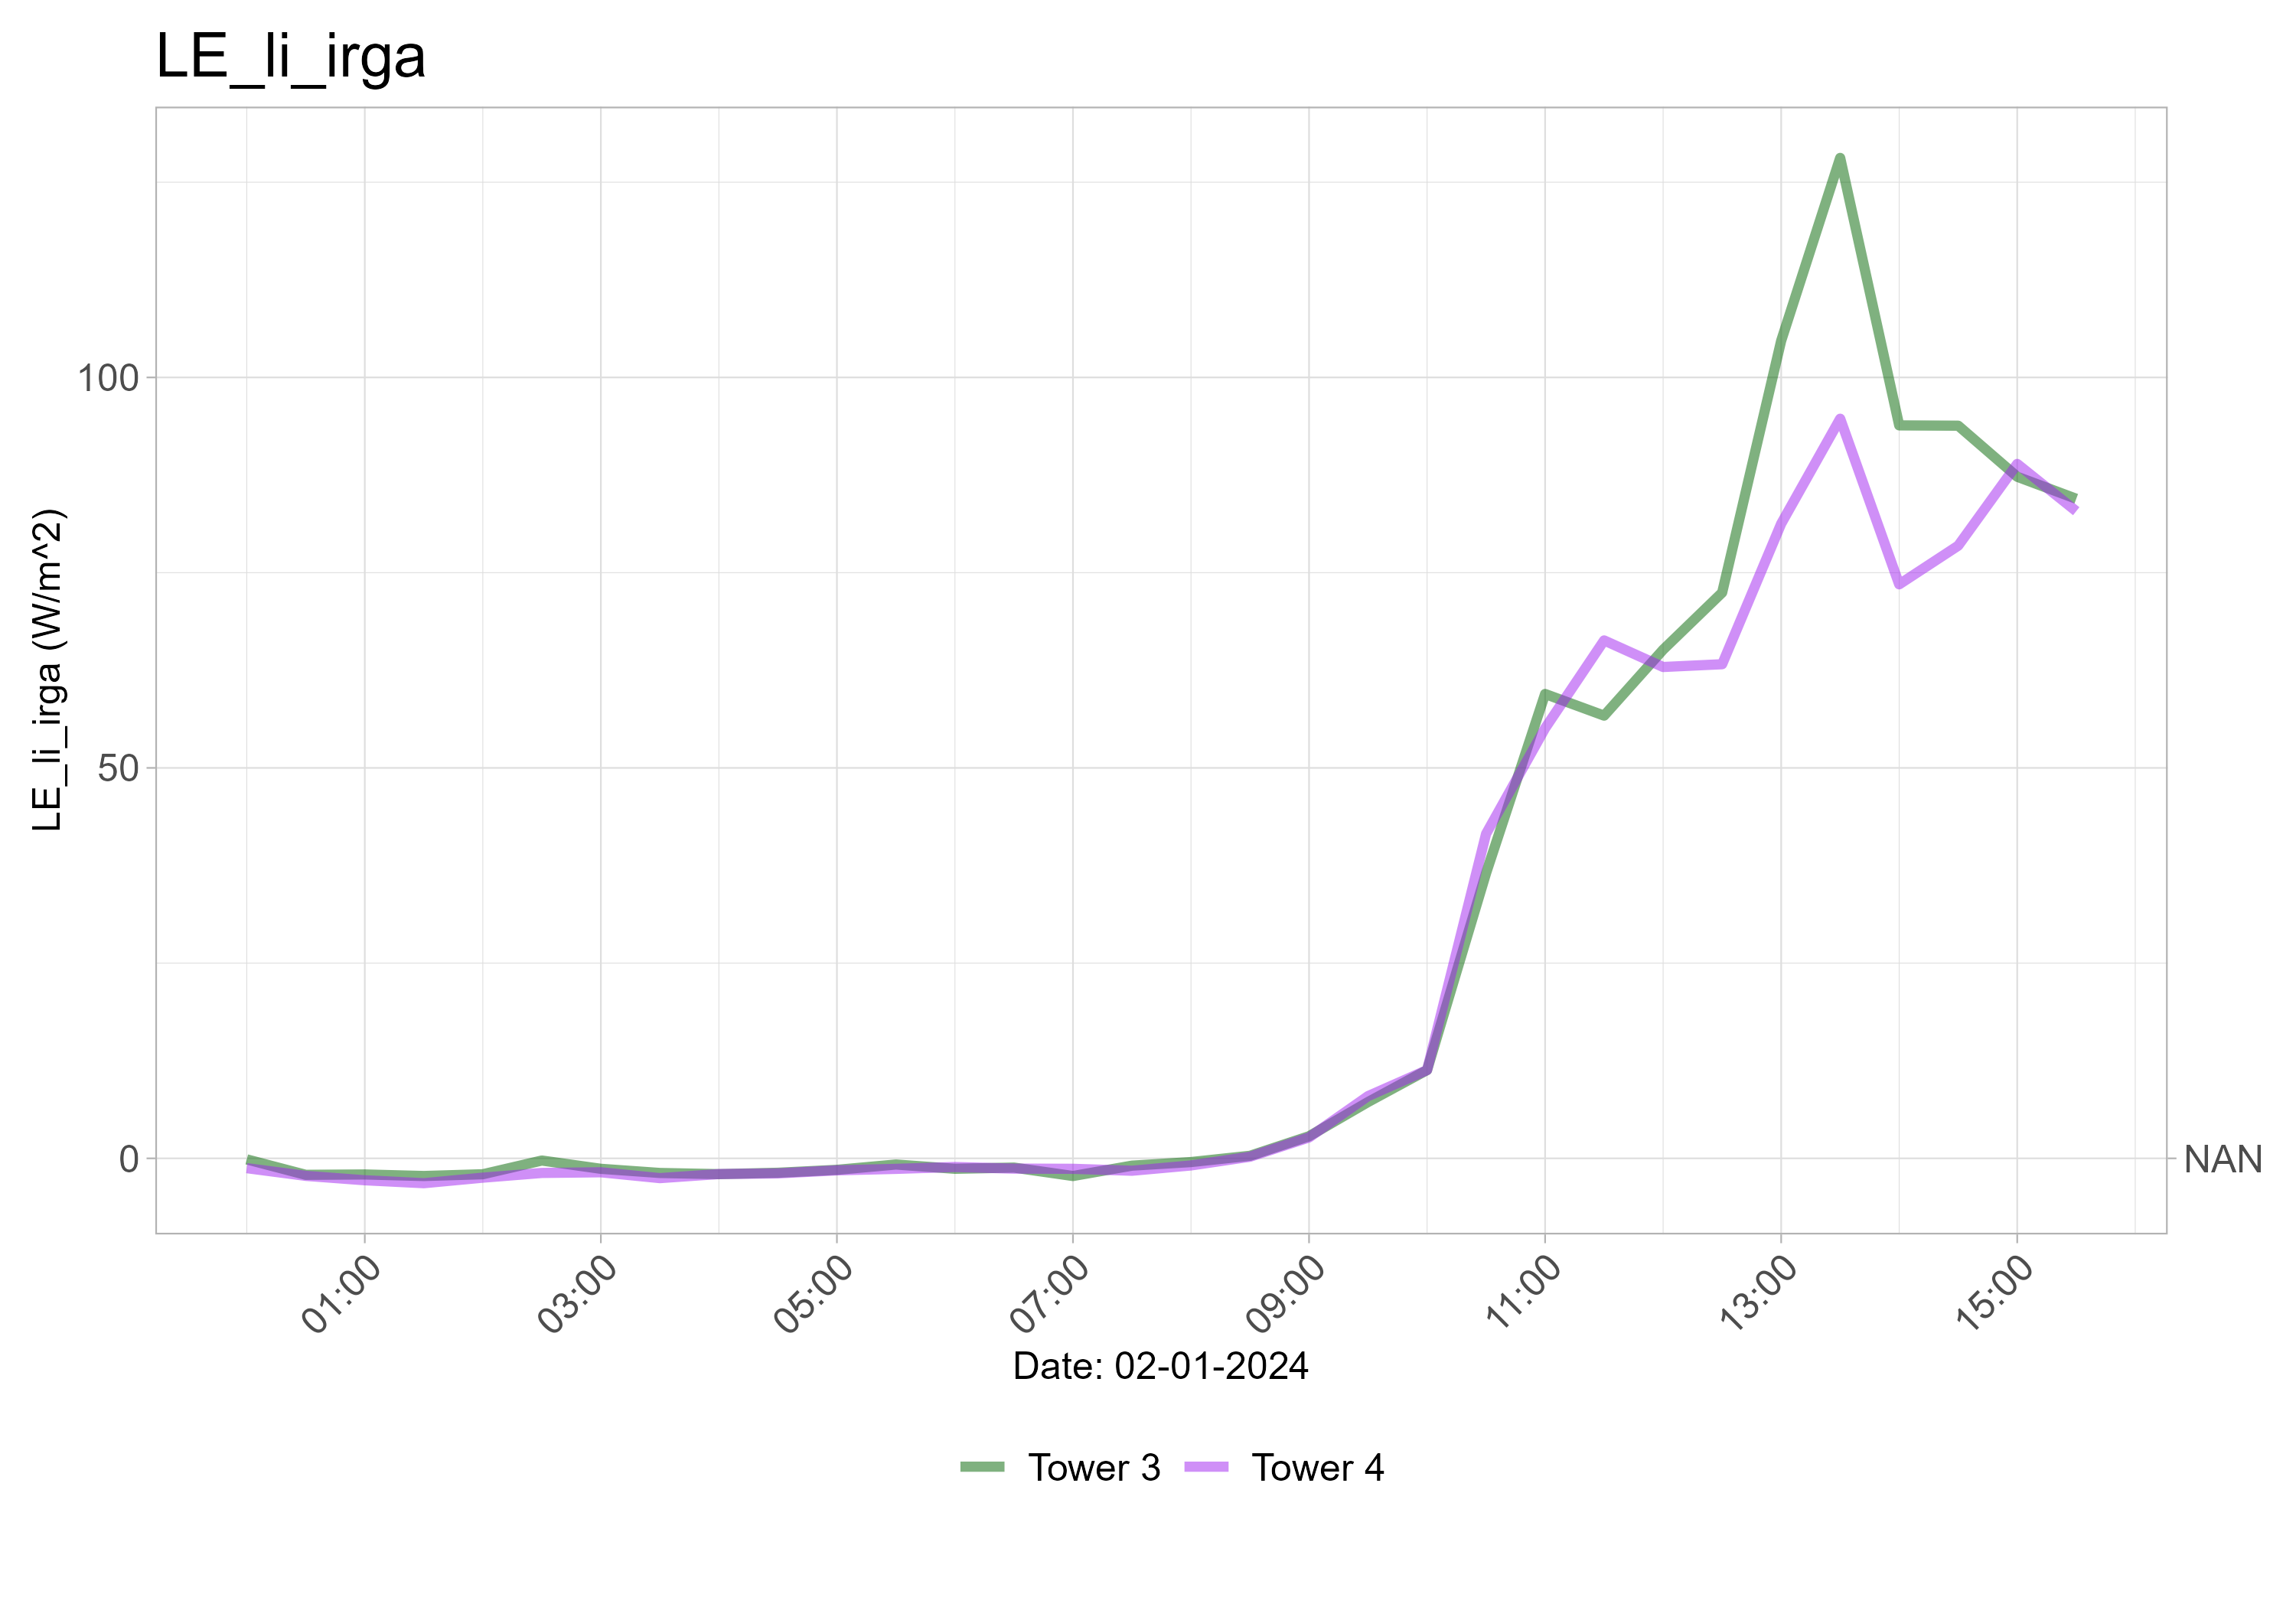 LE_li_irga
LE_li_irga (W/m^2)
100
50
0
NAN
01:00 03:00 05:00 07:00 09:00 11:00 13:00 15:00
Date: 02-01-2024
Tower 3 Tower 4